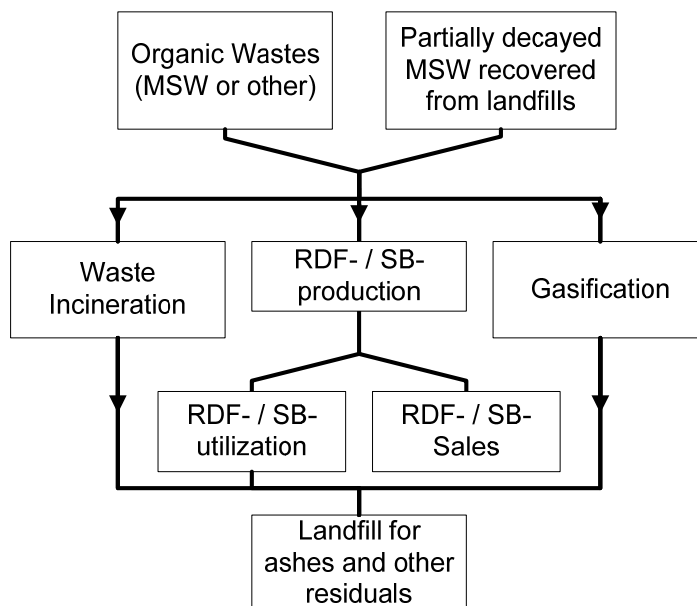 Organic Wastes
(MSW or other)
Partially decayed
MSW recovered
from landfills
Waste
Incineration
RDF- / SB-
production
Gasification
RDF- / SB-
utilization
RDF- / SB-
Sales
Landfill for
ashes and other
residuals